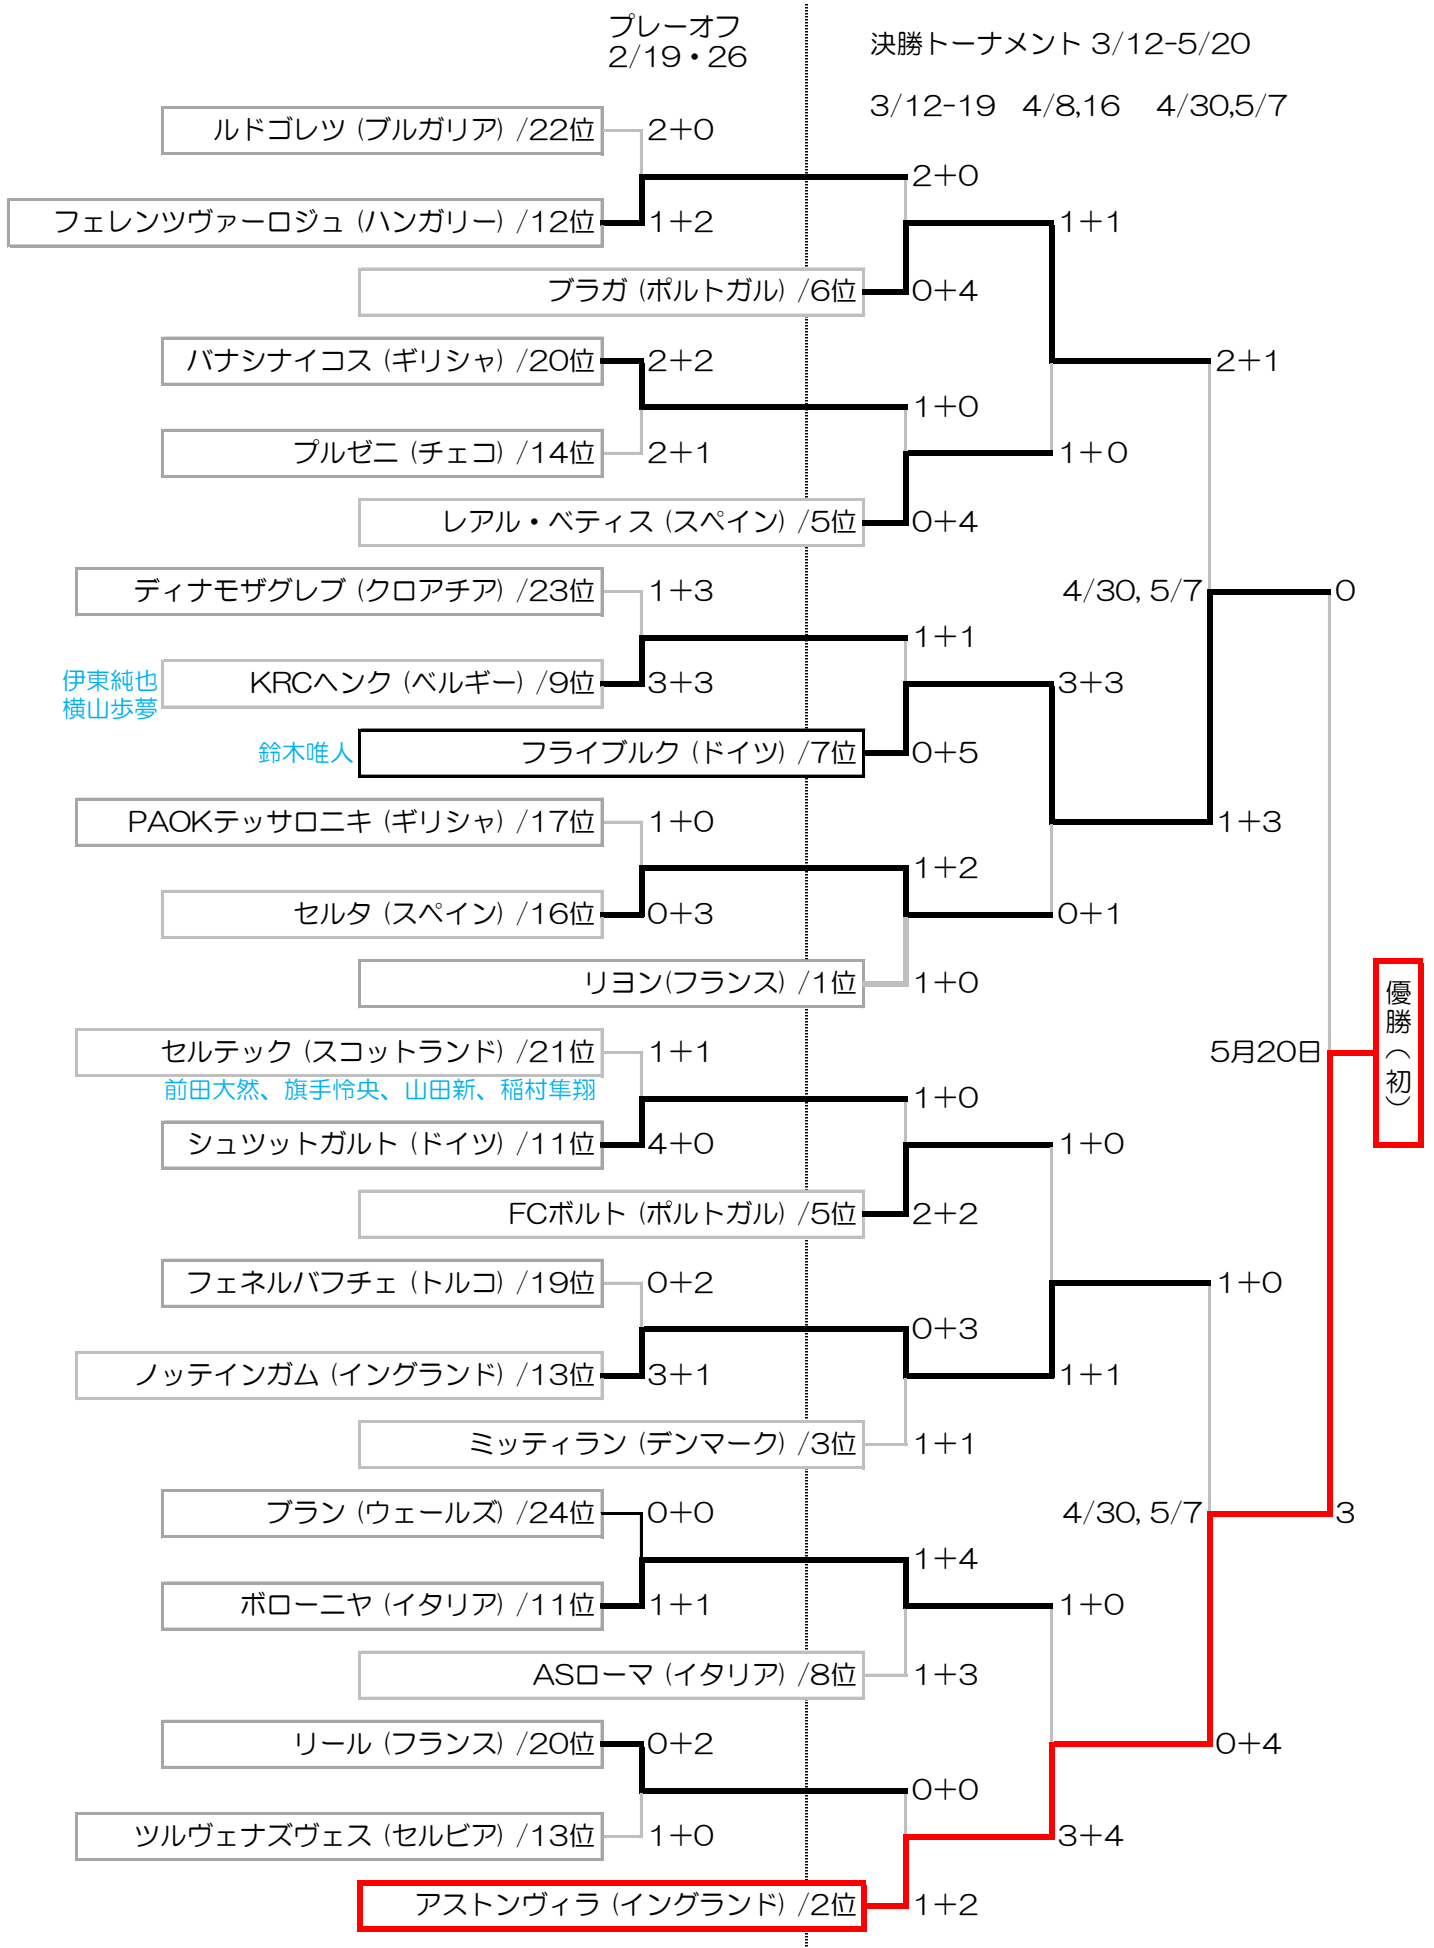 プレーオフ
2/19・26
決勝トーナメント 3/12-5/20
3/12-19 4/8,16 4/30,5/7
ルドゴレツ (ブルガリア) /22位 2+0
2+0
フェレンツヴァーロジュ (ハンガリー) /12位 1+2
1+1
ブラガ (ポルトガル) /6位 0+4
バナシナイコス (ギリシャ) /20位 2+2
2+1
1+0
プルゼニ (チェコ) /14位 2+1
1+0
レアル・ベティス (スペイン) /5位 0+4
ディナモザグレブ (クロアチア) /23位 1+3
4/30, 5/7 0
1+1
伊東純也
横山歩夢
KRCヘンク (ベルギー) /9位 3+3
3+3
鈴木唯人 フライブルク (ドイツ) /7位 0+5
PAOKテッサロニキ (ギリシャ) /17位 1+0
1+3
1+2
セルタ (スペイン) /16位 0+3
0+1
リヨン(フランス) /1位 1+0
優勝(初)
セルテック (スコットランド) /21位 1+1
5月20日
前田大然、旗手怜央、山田新、稲村隼翔
1+0
シュツットガルト (ドイツ) /11位 4+0
1+0
FCボルト (ポルトガル) /5位 2+2
フェネルバフチェ (トルコ) /19位 0+2
1+0
0+3
ノッテインガム (イングランド) /13位 3+1
1+1
ミッティラン (デンマーク) /3位 1+1
ブラン (ウェールズ) /24位 0+0
4/30, 5/7 3
1+4
ボローニヤ (イタリア) /11位 1+1
1+0
ASローマ (イタリア) /8位 1+3
リール (フランス) /20位 0+2
0+4
0+0
ツルヴェナズヴェス (セルビア) /13位 1+0
3+4
アストンヴィラ (イングランド) /2位 1+2